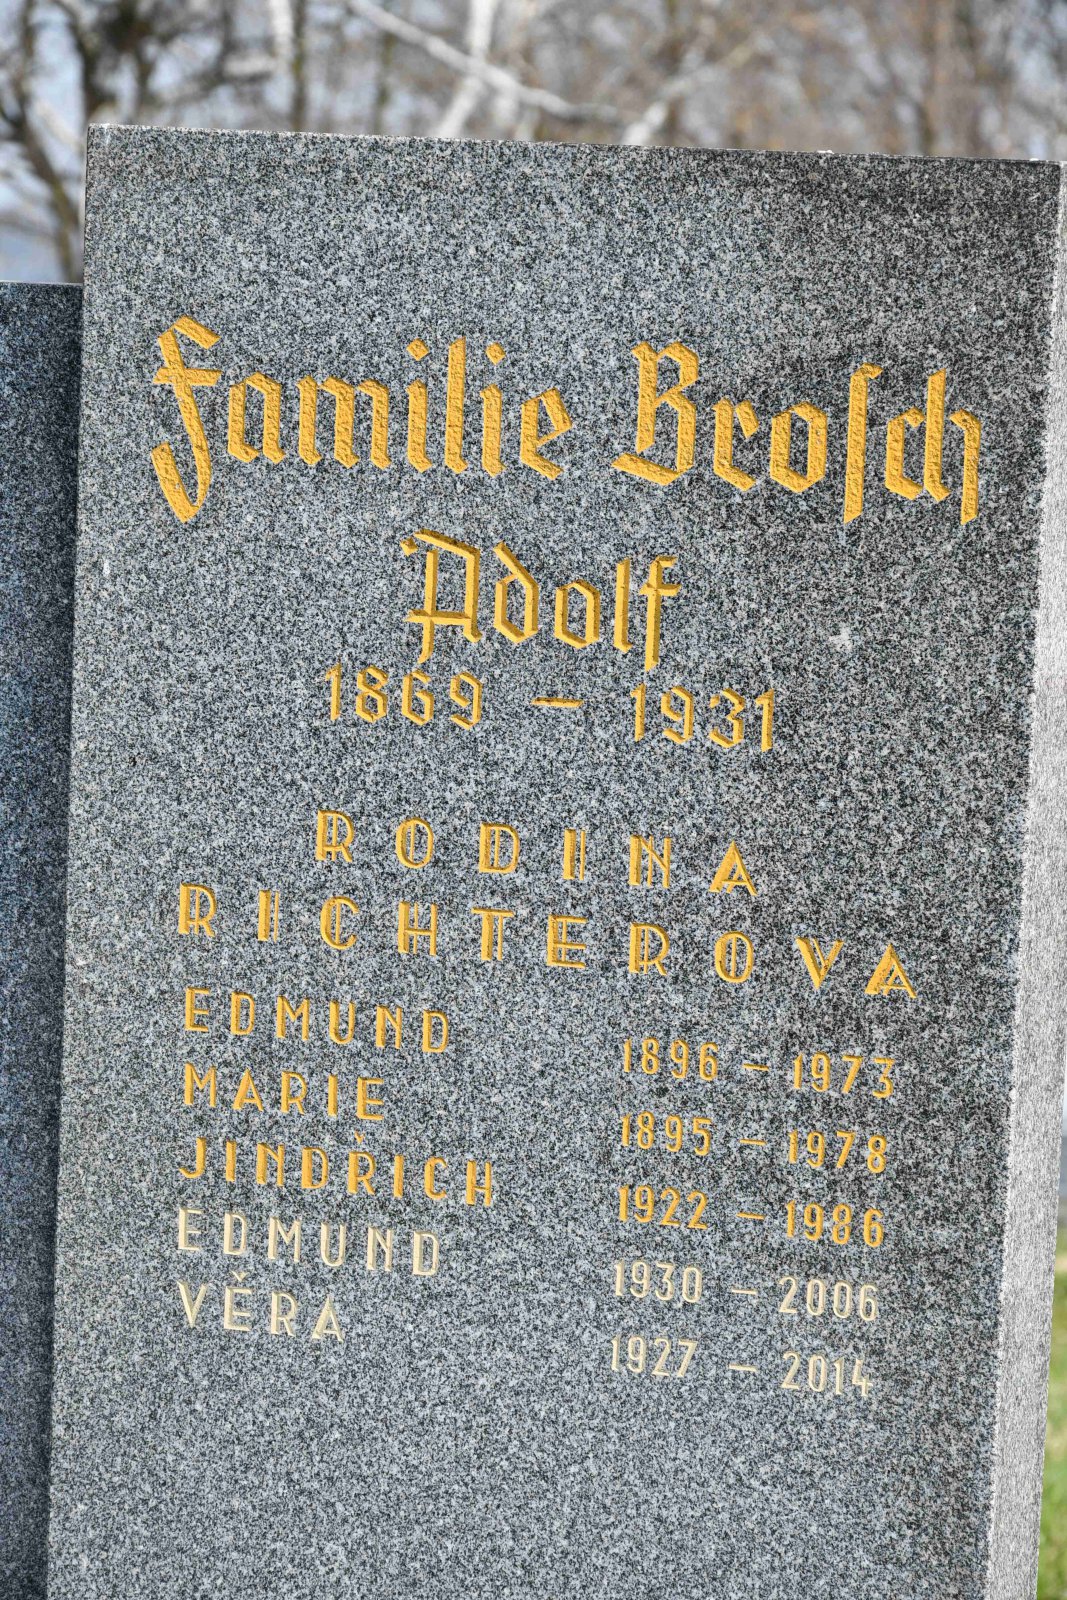 Familie Broſch
Adolf
1869 – 1931
RODINA
RICHTEROVA
EDMUND 1896 – 1973
MARIE 1895 – 1978
JINDŘICH 1922 – 1986
EDMUND 1930 – 2006
VĚRA 1927 – 2014